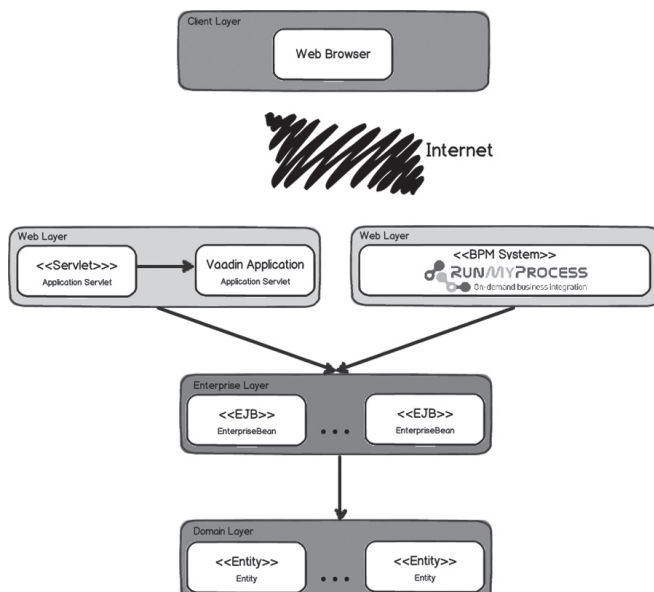 Client Layer
Web Browser
Internet
Web Layer
<<Servlet>>>
Application Servlet
Vaadin Application
Application Servlet
Web Layer
<<BPM System>>
RUNMYPROCESS
On-demand business integration
Enterprise Layer
<<EJB>>
EnterpriseBean
...
<<EJB>>
EnterpriseBean
Domain Layer
<<Entity>>
Entity
...
<<Entity>>
Entity